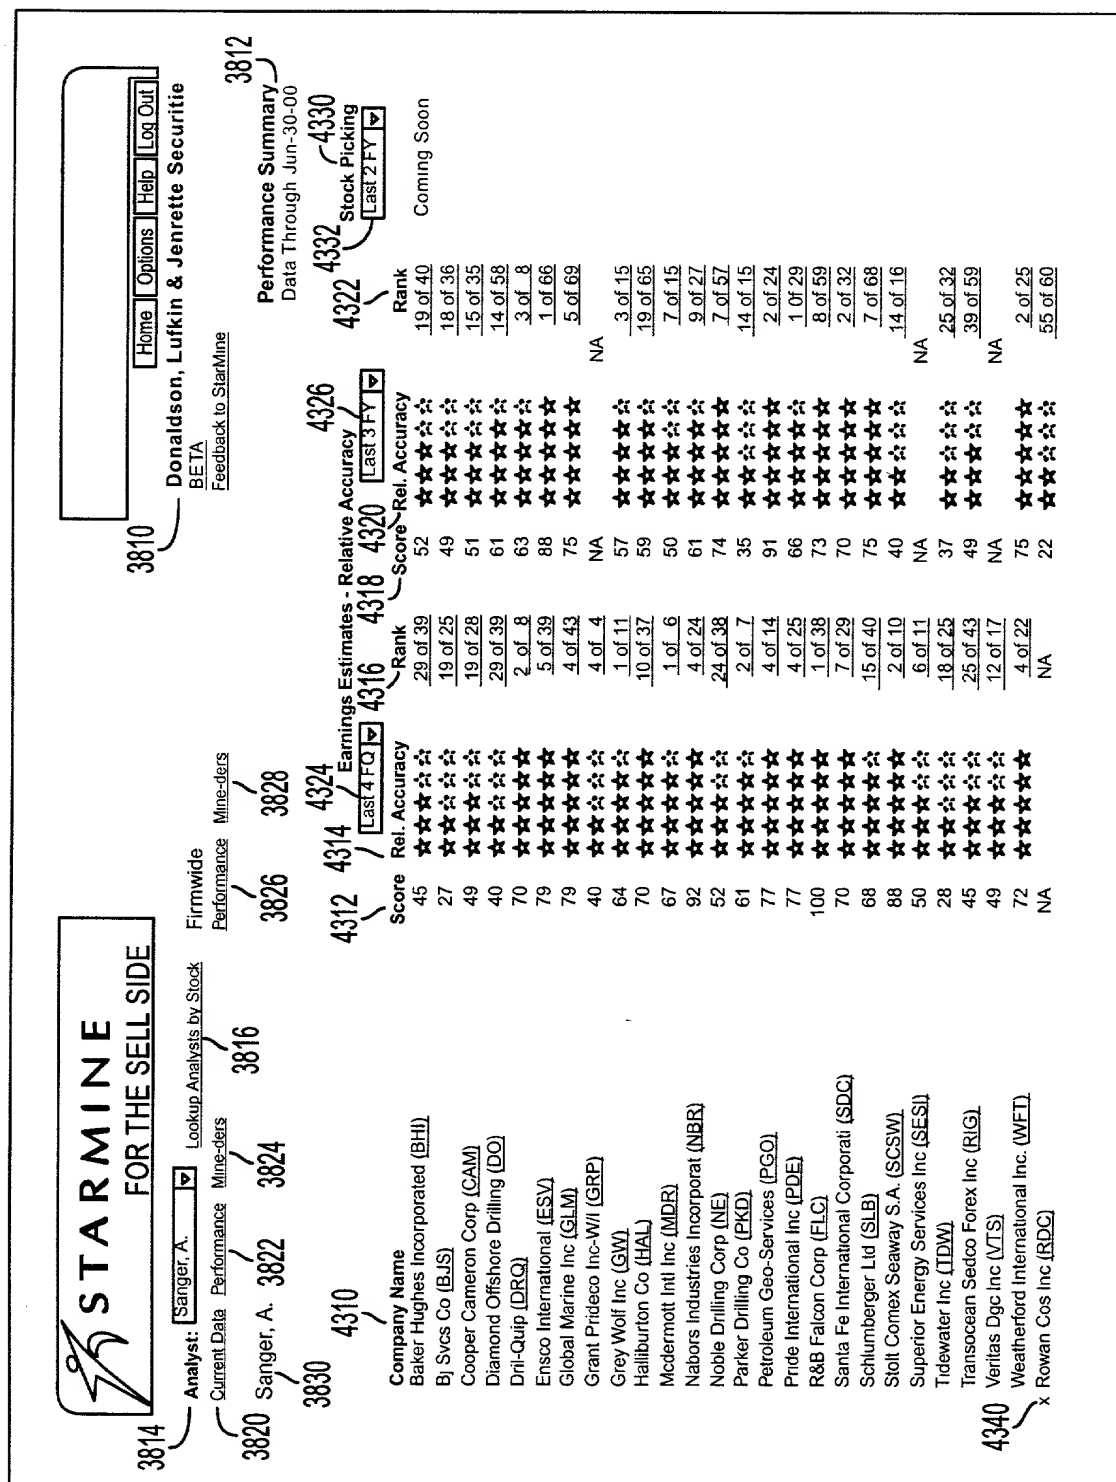 STARMINE
FOR THE SELL SIDE
Home Options Help Log Out
3814 Analyst: Sanger, A. Lookup Analysts by Stock Firmwide 3810 Donaldson, Lufkin & Jenrette Securitie
BETA
Current Data Performance Mine-ders Performance Mine-ders Feedback to StarMine
3820 3822 3824 3816 3826 3828
Sanger, A. Performance Summary 3812
3830 Data Through Jun-30-00
4310 4312 4314 4324 4316 4318 4320 4326 4322 4332 4330
Earnings Estimates - Relative Accuracy Stock Picking
Last 4 FQ Last 3 FY Last 2 FY
Company Name Score Rel. Accuracy Rank Score Rel. Accuracy Rank
Baker Hughes Incorporated (BHI) 45 29 of 39 52 19 of 40 Coming Soon
Bj Svcs Co (BJS) 27 19 of 25 49 18 of 36
Cooper Cameron Corp (CAM) 49 19 of 28 51 15 of 35
Diamond Offshore Drilling (DO) 40 29 of 39 61 14 of 58
Dril-Quip (DRQ) 70 2 of 8 63 3 of 8
Ensco International (ESV) 79 5 of 39 88 1 of 66
Global Marine Inc (GLM) 79 4 of 43 75 5 of 69
Grant Prideco Inc-W/I (GRP) 40 4 of 4 NA NA
Grey Wolf Inc (GW) 64 1 of 11 57 3 of 15
Halliburton Co (HAL) 70 10 of 37 59 19 of 65
Mcdermott Intl Inc (MDR) 67 1 of 6 50 7 of 15
Nabors Industries Incorporat (NBR) 92 4 of 24 61 9 of 27
Noble Drilling Corp (NE) 52 24 of 38 74 7 of 57
Parker Drilling Co (PKD) 61 2 of 7 35 14 of 15
Petroleum Geo-Services (PGO) 77 4 of 14 91 2 of 24
Pride International Inc (PDE) 77 4 of 25 66 1 0f 29
R&B Falcon Corp (FLC) 100 1 of 38 73 8 of 59
Santa Fe International Corporati (SDC) 70 7 of 29 70 2 of 32
Schlumberger Ltd (SLB) 68 15 of 40 75 7 of 68
Stolt Comex Seaway S.A. (SCSW) 88 2 of 10 40 14 of 16
Superior Energy Services Inc (SESI) 50 6 of 11 NA NA
Tidewater Inc (TDW) 28 18 of 25 37 25 of 32
Transocean Sedco Forex Inc (RIG) 45 25 of 43 49 39 of 59
Veritas Dgc Inc (VTS) 49 12 of 17 NA NA
Weatherford International Inc. (WFT) 72 4 of 22 75 2 of 25
4340 x Rowan Cos Inc (RDC) NA NA 22 55 of 60